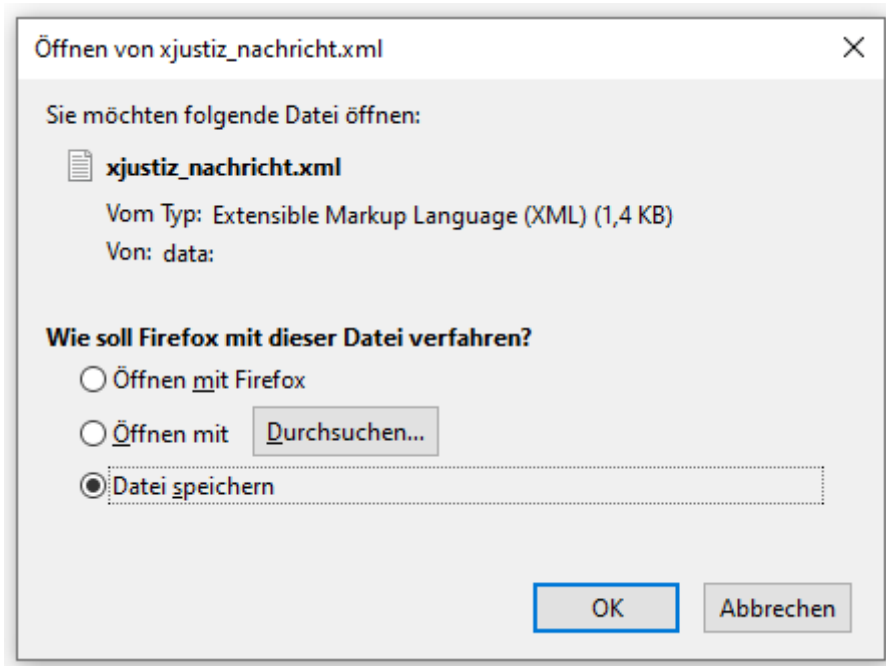 Öffnen von xjustiz_nachricht.xml
Sie möchten folgende Datei öffnen:
xjustiz_nachricht.xml
Vom Typ: Extensible Markup Language (XML) (1,4 KB)
Von: data:
Wie soll Firefox mit dieser Datei verfahren?
Öffnen mit Firefox
Öffnen mit Durchsuchen...
Datei speichern
OK Abbrechen